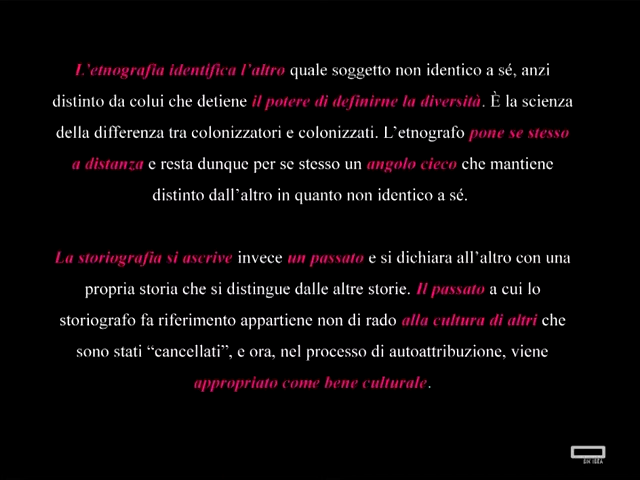 L’etnografia identifica l’altro quale soggetto non identico a sé, anzi
distinto da colui che detiene il potere di definirne la diversità. È la scienza
della differenza tra colonizzatori e colonizzati. L’etnografo pone se stesso
a distanza e resta dunque per se stesso un angolo cieco che mantiene
distinto dall’altro in quanto non identico a sé.
La storiografia si ascrive invece un passato e si dichiara all’altro con una
propria storia che si distingue dalle altre storie. Il passato a cui lo
storiografo fa riferimento appartiene non di rado alla cultura di altri che
sono stati “cancellati”, e ora, nel processo di autoattribuzione, viene
appropriato come bene culturale.